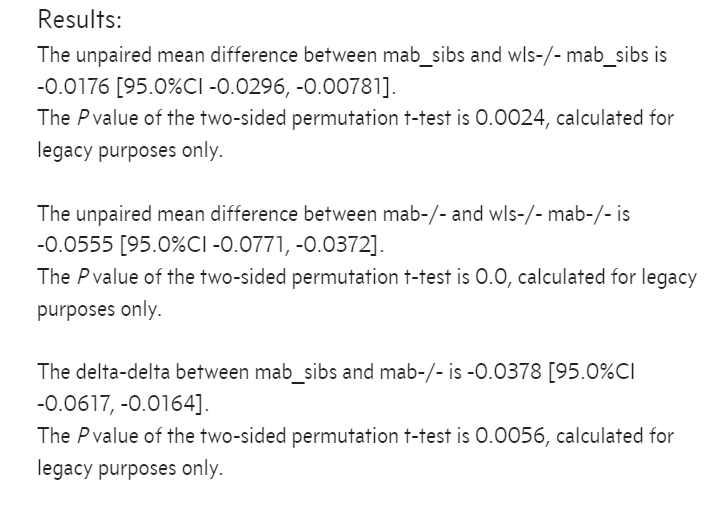 Results:
The unpaired mean difference between mab_sibs and wls-/- mab_sibs is
-0.0176 [95.0%CI -0.0296, -0.00781].
The P value of the two-sided permutation t-test is 0.0024, calculated for
legacy purposes only.
The unpaired mean difference between mab-/- and wls-/- mab-/- is
-0.0555 [95.0%CI -0.0771, -0.0372].
The P value of the two-sided permutation t-test is 0.0, calculated for legacy
purposes only.
The delta-delta between mab_sibs and mab-/- is -0.0378 [95.0%CI
-0.0617, -0.0164].
The P value of the two-sided permutation t-test is 0.0056, calculated for
legacy purposes only.